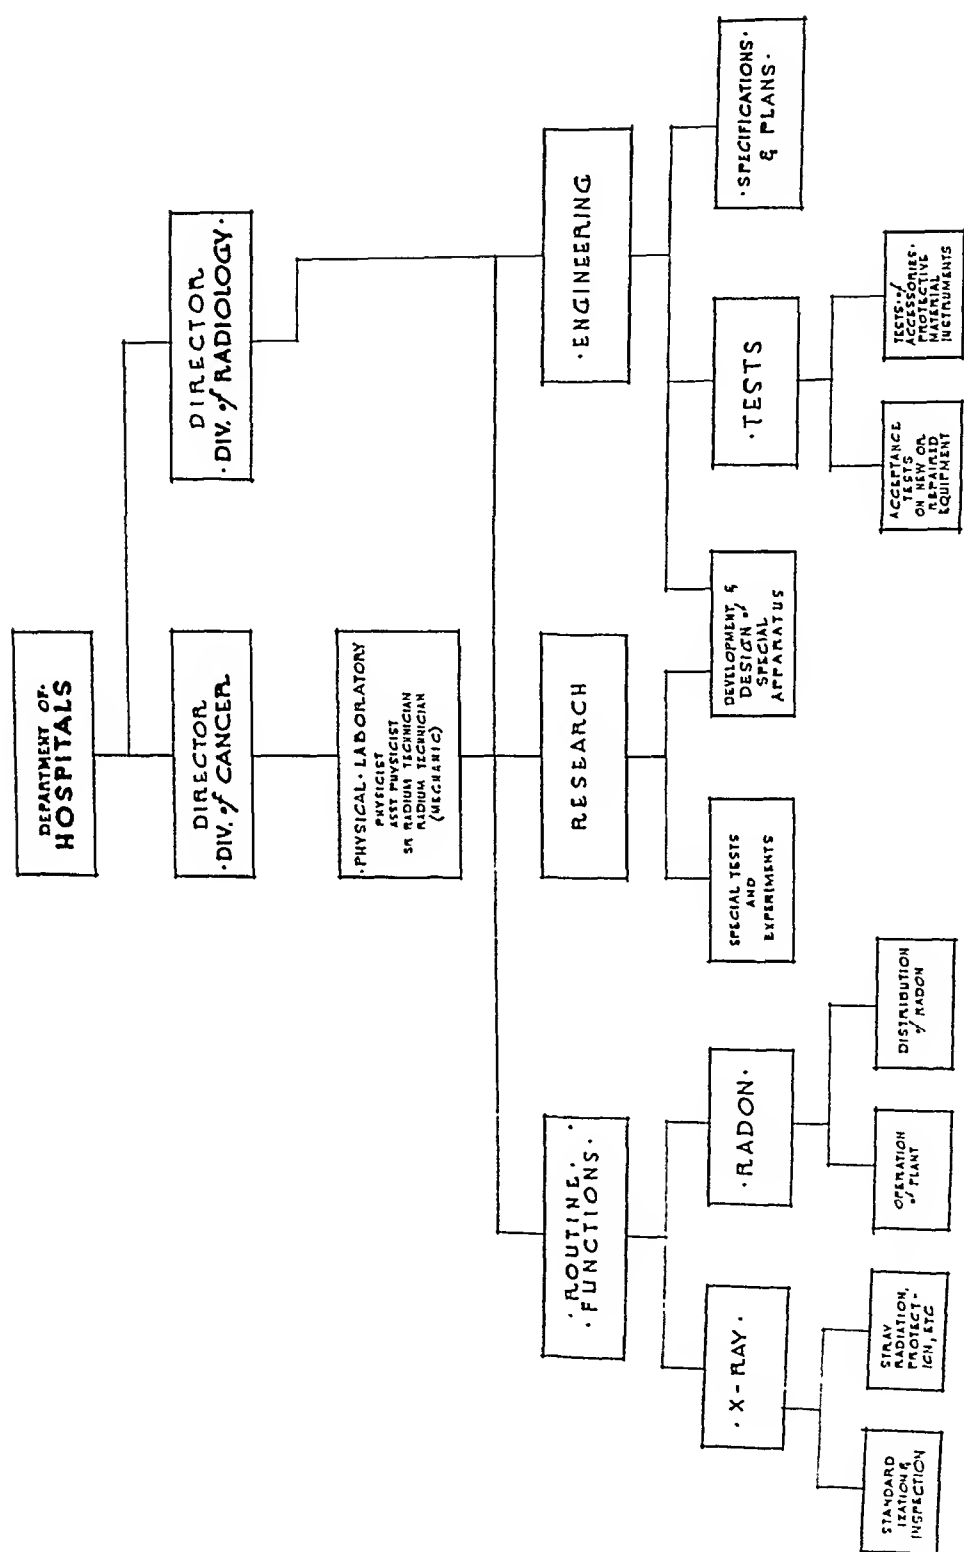 DEPARTMENT OF.
HOSPITALS
DIRECTOR
.DIV. of CANCER.
DIRECTOR
.DIV. of RADIOLOGY.
.PHYSICAL.LABORATORY
PHYSICIST
ASST PHYSICIST
SR RADIUM TECHNICIAN
RADIUM TECHNICIAN
(MECHANIC)
.ROUTINE.
.FUNCTIONS.
RESEARCH
.ENGINEERING
.X-RAY.
.RADON.
SPECIAL TESTS
AND
EXPERIMENTS
DEVELOPMENT, &
DESIGN of
SPECIAL
APPARATUS
.TESTS
.SPECIFICATIONS.
& PLANS.
STANDARD
IZATION &
INSPECTION
STRAY
RADIATION,
PROTECT-
ION, ETC
OPERATION
of PLANT
DISTRIBUTION
of RADON
ACCEPTANCE
TESTS
ON NEW OR
REPAIRED
EQUIPMENT
TESTS of
ACCESSORIES.
PROTECTIVE
MATERIAL
INSTRUMENTS